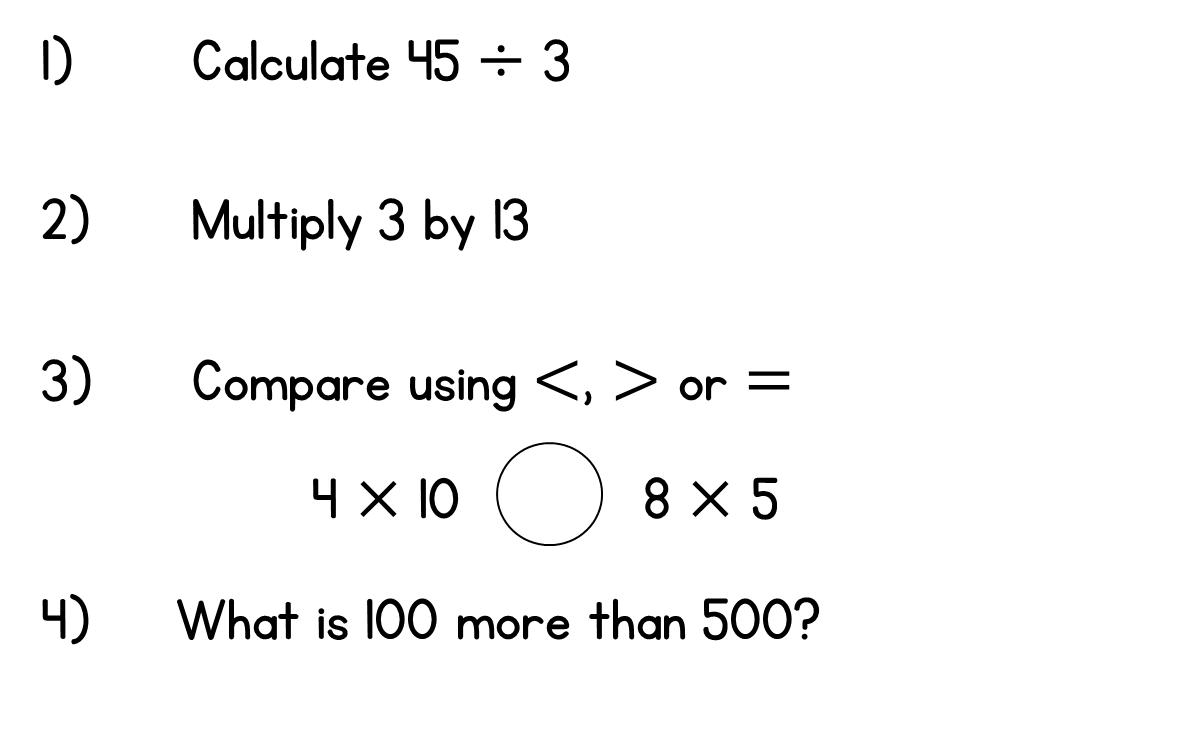 1) Calculate 45 ÷ 3
2) Multiply 3 by 13
3) Compare using <, > or =
4 × 10 8 × 5
4) What is 100 more than 500?